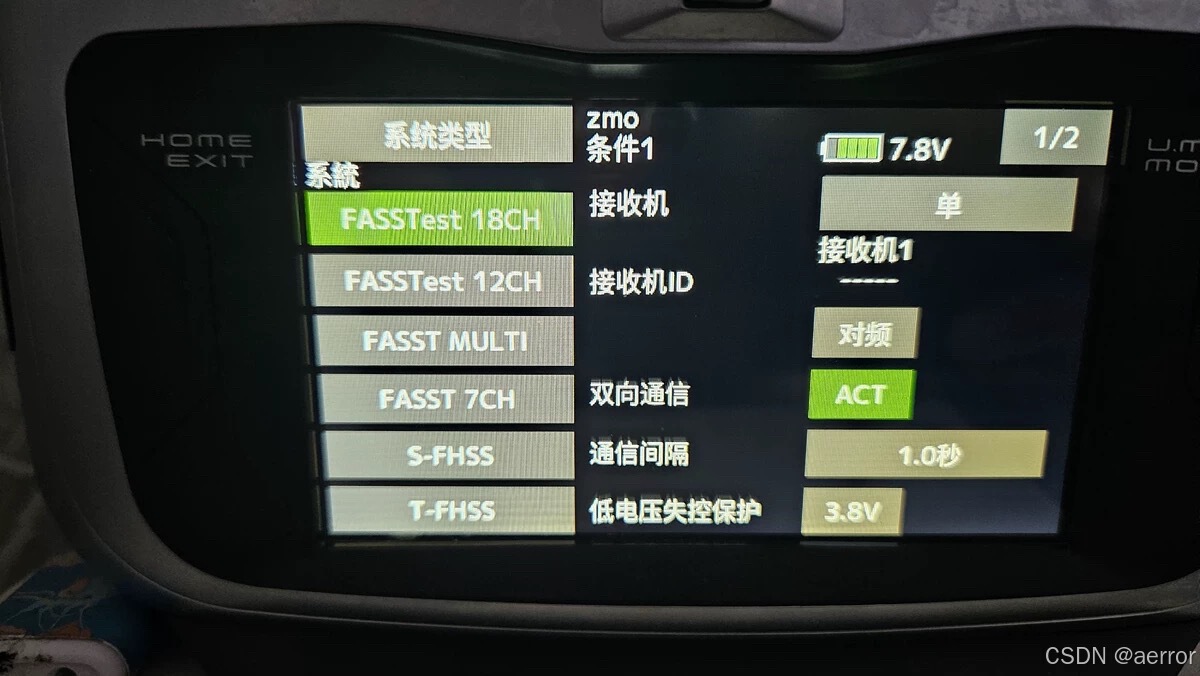 HOME
EXIT
系统类型
系統
FASSTest 18CH
FASSTest 12CH
FASST MULTI
FASST 7CH
S-FHSS
T-FHSS
zmo
条件1
7.8V
1/2
接收机
单
接收机1
接收机ID
-----
对频
双向通信
ACT
通信间隔
1.0秒
低电压失控保护
3.8V
CSDN @aerror